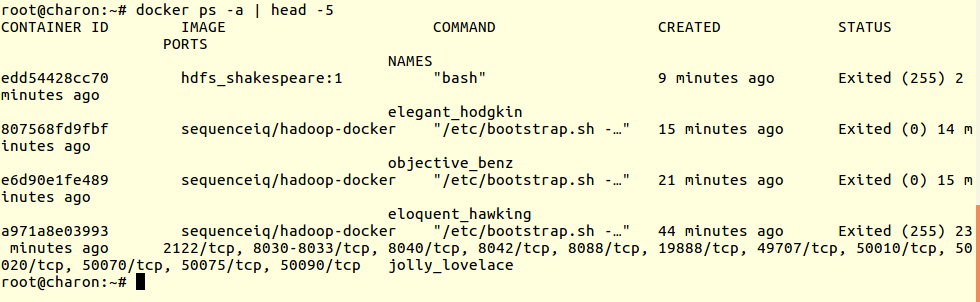 root@charon:~# docker ps -a | head -5
CONTAINER ID        IMAGE                       COMMAND                  CREATED             STATUS
                  PORTS
                                           NAMES
edd54428cc70        hdfs_shakespeare:1          "bash"                   9 minutes ago       Exited (255) 2
minutes ago
                                           elegant_hodgkin
807568fd9fbf        sequenceiq/hadoop-docker    "/etc/bootstrap.sh -…"   15 minutes ago      Exited (0) 14 m
inutes ago
                                           objective_benz
e6d90e1fe489        sequenceiq/hadoop-docker    "/etc/bootstrap.sh -…"   21 minutes ago      Exited (0) 15 m
inutes ago
                                           eloquent_hawking
a971a8e03993        sequenceiq/hadoop-docker    "/etc/bootstrap.sh -…"   44 minutes ago      Exited (255) 23
 minutes ago      2122/tcp, 8030-8033/tcp, 8040/tcp, 8042/tcp, 8088/tcp, 19888/tcp, 49707/tcp, 50010/tcp, 50
020/tcp, 50070/tcp, 50075/tcp, 50090/tcp   jolly_lovelace
root@charon:~#